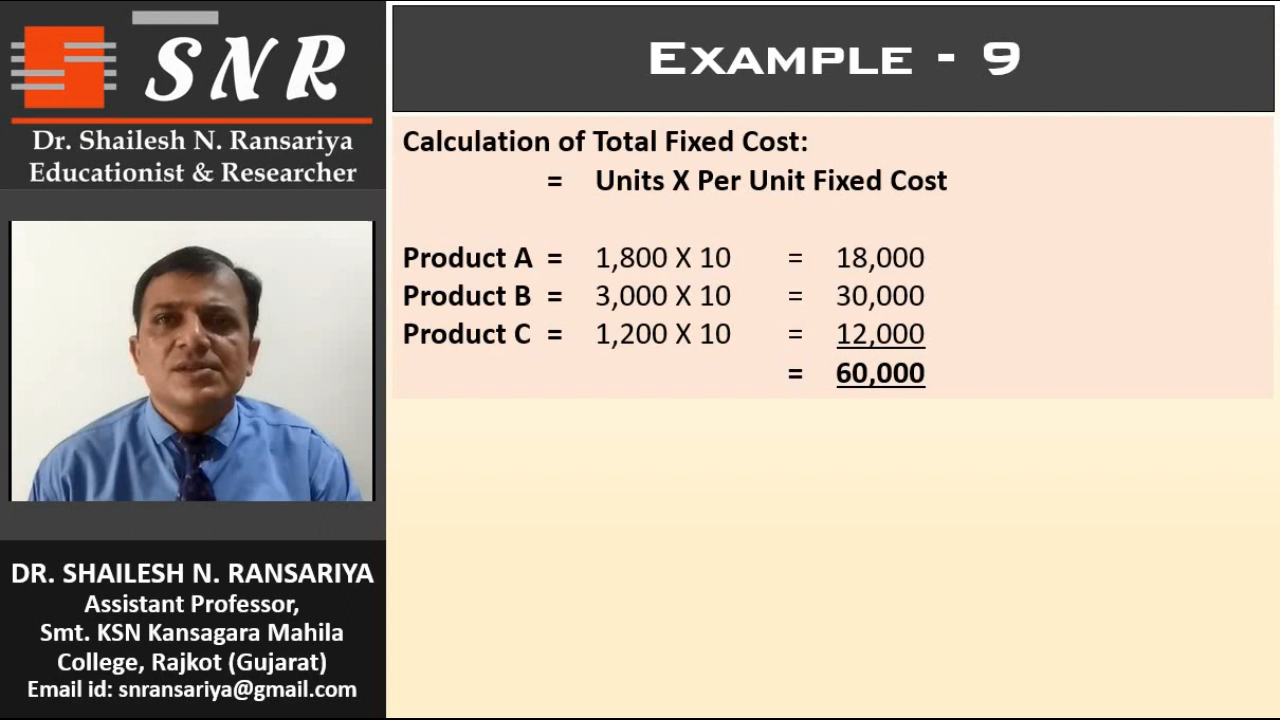 SNR
Dr. Shailesh N. Ransariya
Educationist & Researcher
DR. SHAILESH N. RANSARIYA
Assistant Professor,
Smt. KSN Kansagara Mahila
College, Rajkot (Gujarat)
Email id: snransariya@gmail.com
EXAMPLE - 9
Calculation of Total Fixed Cost:
= Units X Per Unit Fixed Cost
Product A = 1,800 X 10 = 18,000
Product B = 3,000 X 10 = 30,000
Product C = 1,200 X 10 = 12,000
= 60,000